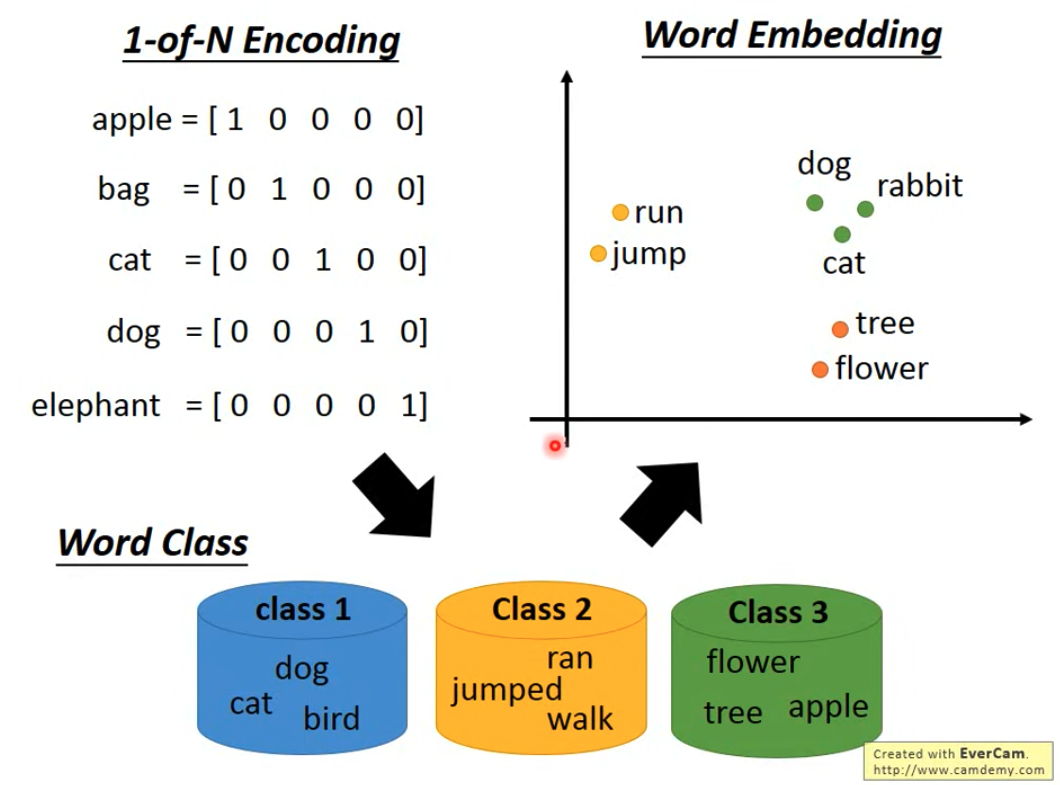 1-of-N Encoding
apple = [ 1 0 0 0 0]
bag = [ 0 1 0 0 0]
cat = [ 0 0 1 0 0]
dog = [ 0 0 0 1 0]
elephant = [ 0 0 0 0 1]
Word Embedding
dog
rabbit
run
jump
cat
tree
flower
Word Class
class 1
dog
cat
bird
Class 2
ran
jumped
walk
Class 3
flower
tree apple
Created with EverCam.
http://www.camdemy.com